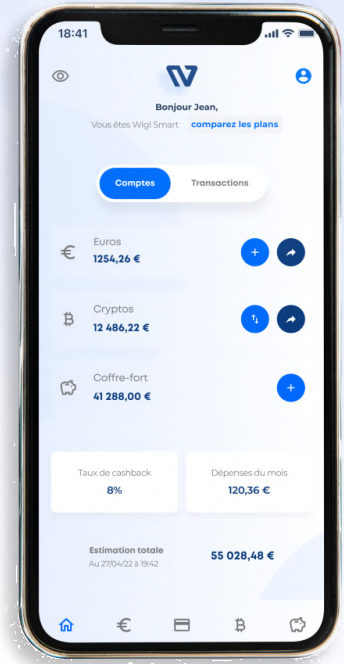 18:41
Bonjour Jean,
Vous êtes Wigl Smart comparez les plans
Comptes Transactions
Euros
1254,26 €
Cryptos
12 486,22 €
Coffre-fort
41 288,00 €
Taux de cashback Dépenses du mois
8% 120,36 €
Estimation totale
Au 27/04/22 à 19:42
55 028,48 €